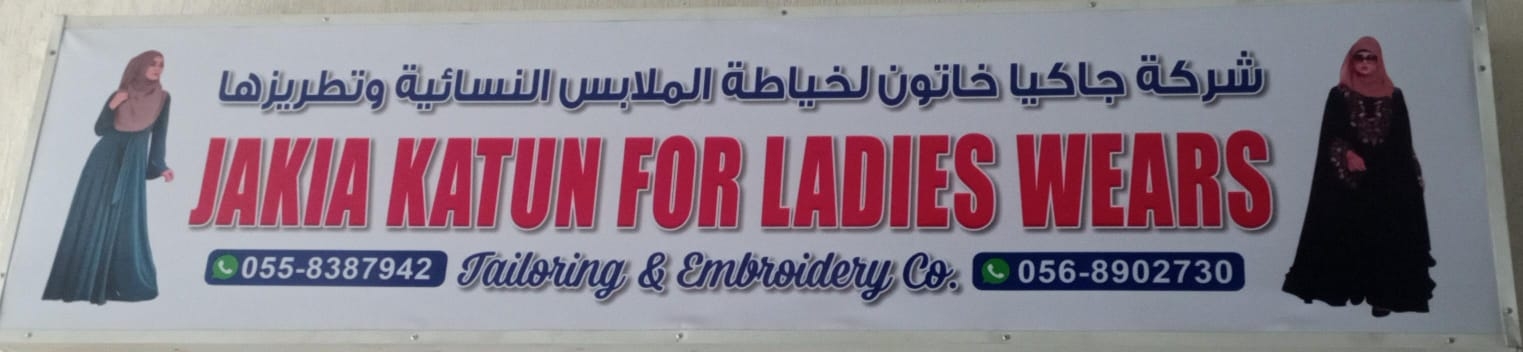 شركة جاكيا خاتون لخياطة الملابس النسائية وتطريزها
JAKIA KATUN FOR LADIES WEARS
055-8387942 Tailoring & Embroidery Co. 056-8902730